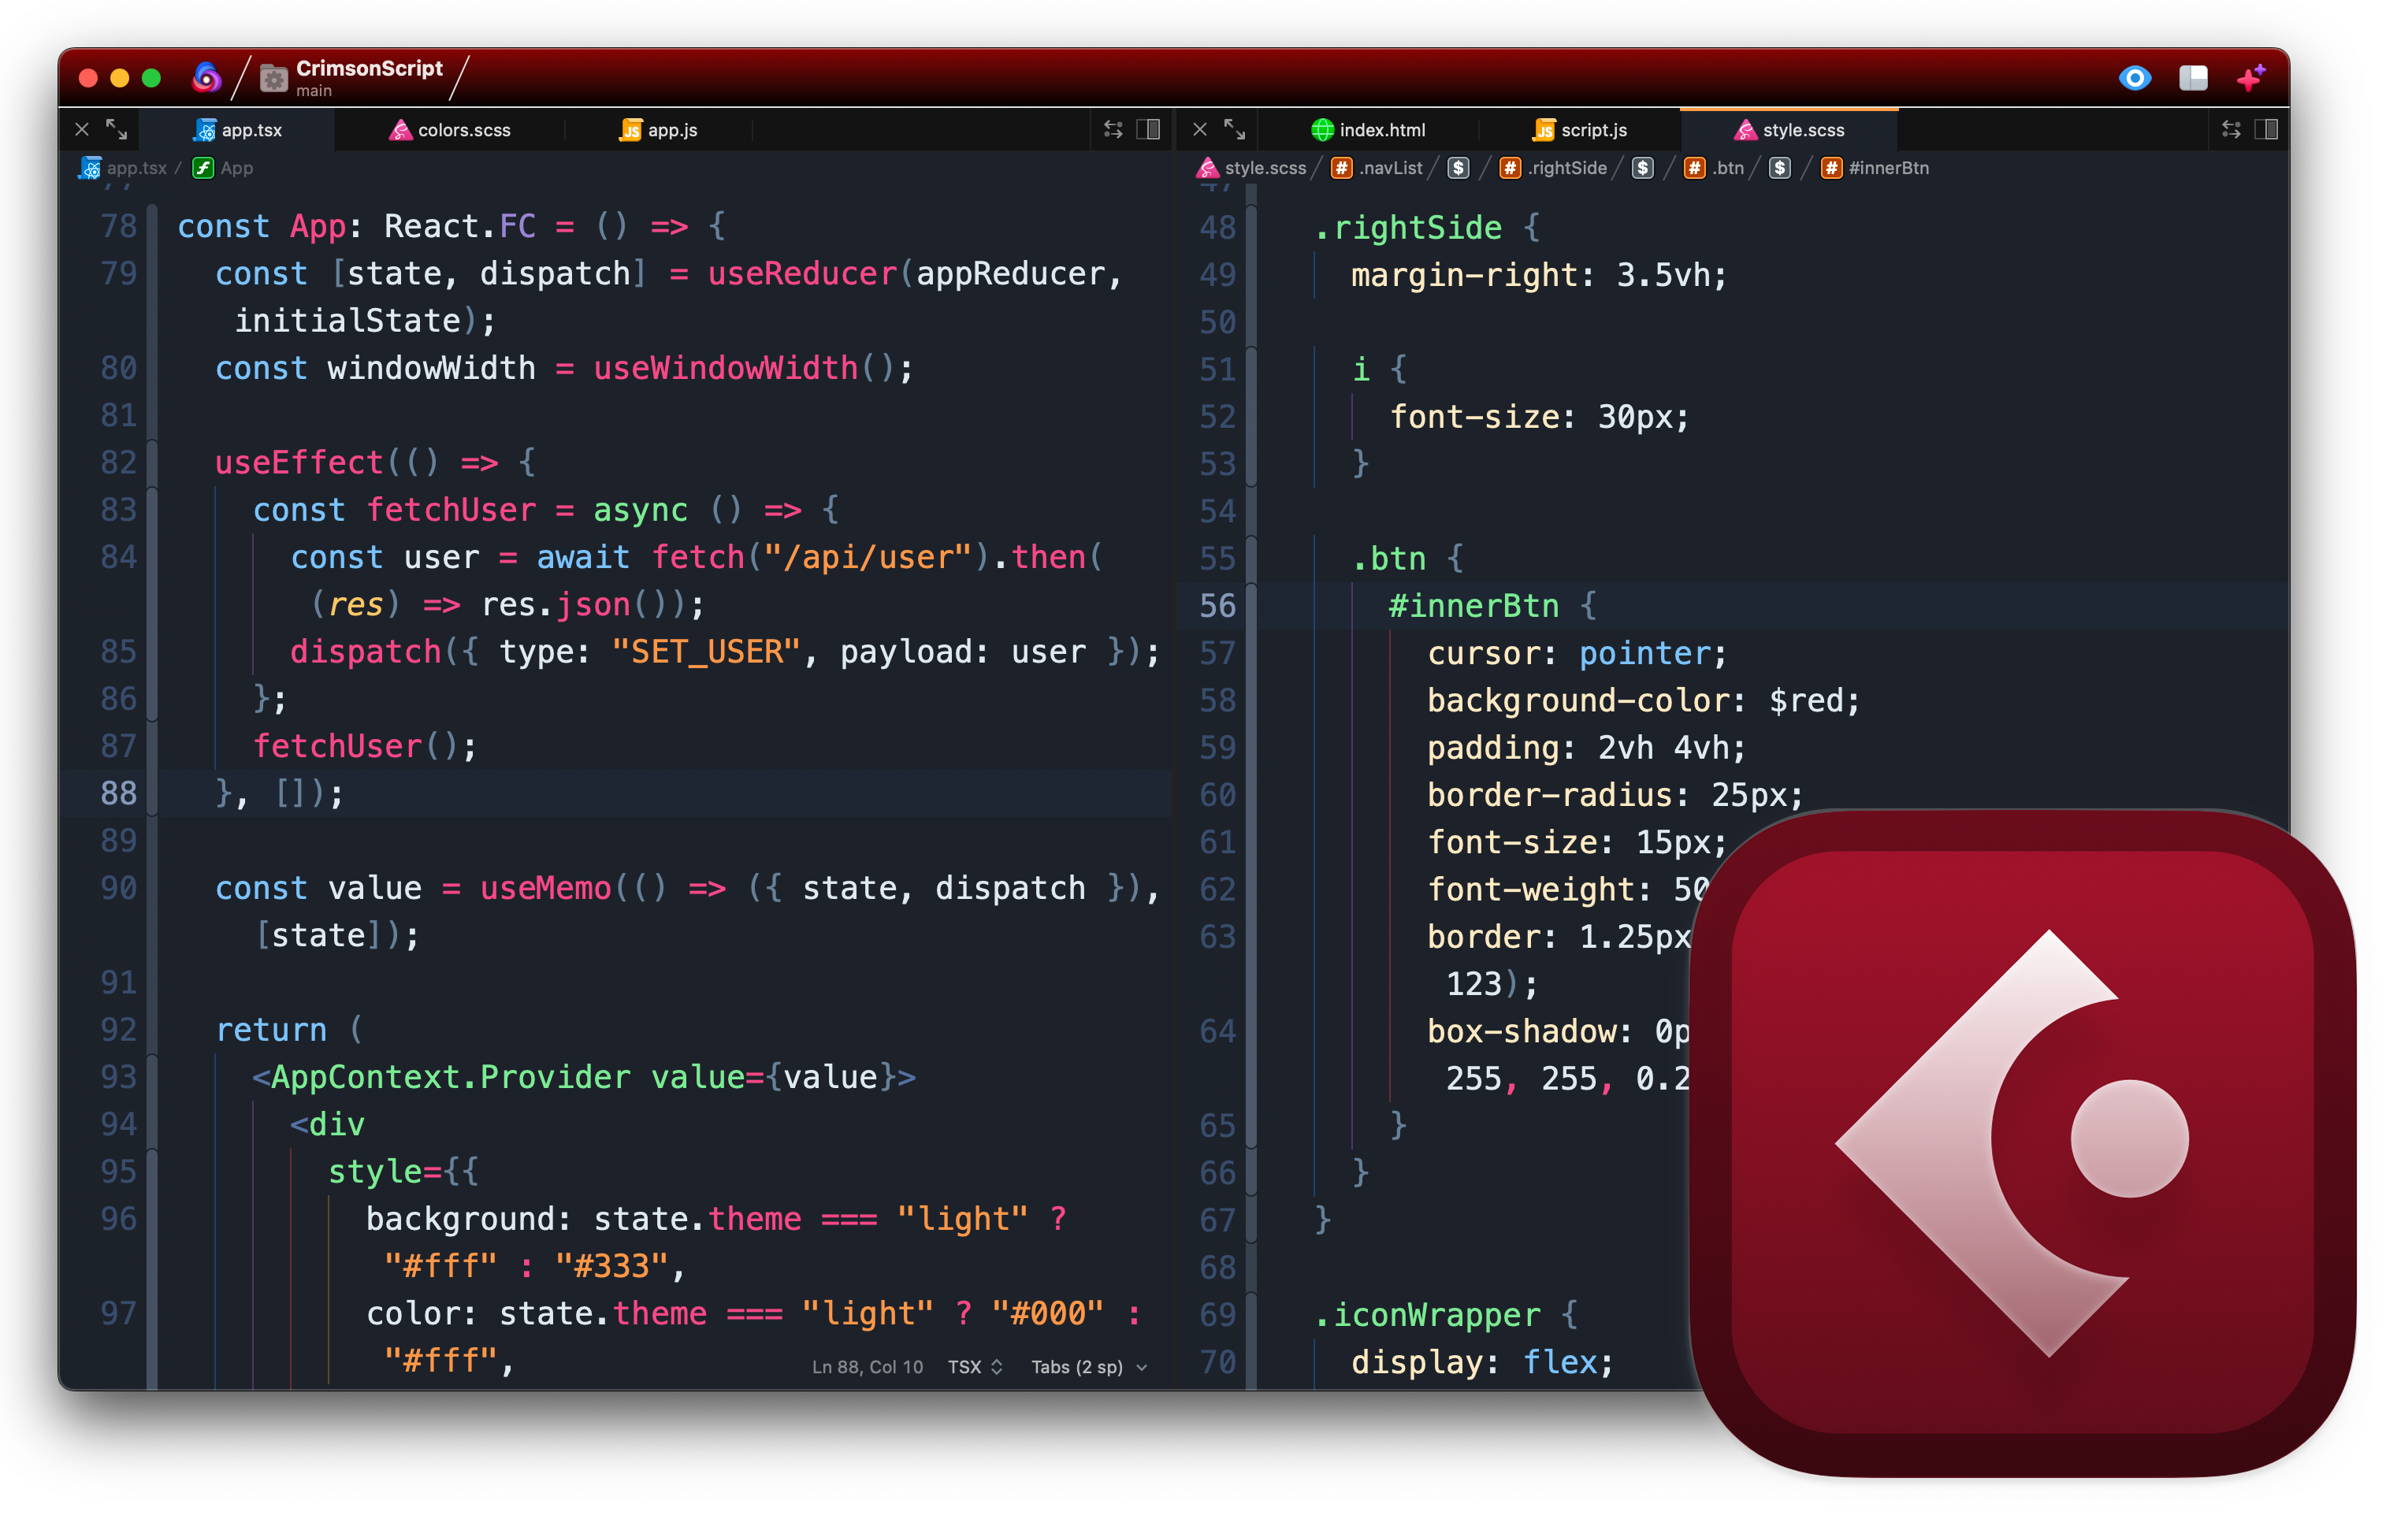 CrimsonScript
main
app.tsx
colors.scss
app.js
index.html
script.js
style.scss
app.tsx / App
style.scss / # .navList / $ / # .rightSide / $ / # .btn / $ / # #innerBtn
78 const App: React.FC = () => {
79 const [state, dispatch] = useReducer(appReducer,
initialState);
80 const windowWidth = useWindowWidth();
81
82 useEffect(() => {
83 const fetchUser = async () => {
84 const user = await fetch("/api/user").then(
(res) => res.json());
85 dispatch({ type: "SET_USER", payload: user });
86 };
87 fetchUser();
88 }, []);
89
90 const value = useMemo(() => ({ state, dispatch }),
[state]);
91
92 return (
93 <AppContext.Provider value={value}>
94 <div
95 style={{
96 background: state.theme === "light" ?
"#fff" : "#333",
97 color: state.theme === "light" ? "#000" :
"#fff",
Ln 88, Col 10 TSX Tabs (2 sp)
48 .rightSide {
49 margin-right: 3.5vh;
50
51 i {
52 font-size: 30px;
53 }
54
55 .btn {
56 #innerBtn {
57 cursor: pointer;
58 background-color: $red;
59 padding: 2vh 4vh;
60 border-radius: 25px;
61 font-size: 15px;
62 font-weight: 50
63 border: 1.25px
123);
64 box-shadow: 0p
255, 255, 0.2
65 }
66 }
67 }
68
69 .iconWrapper {
70 display: flex;